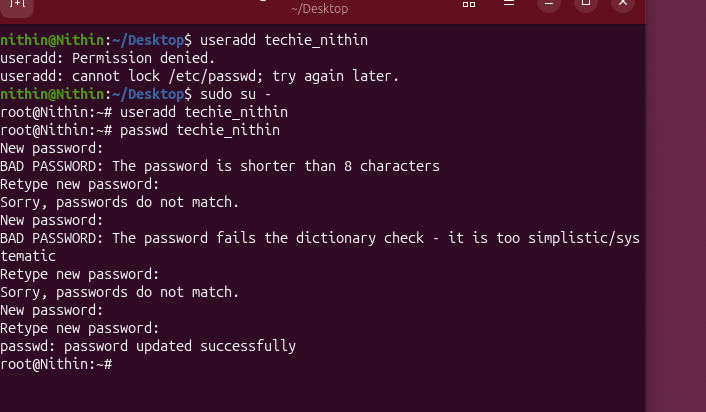 ~/Desktop
nithin@Nithin:~/Desktop$ useradd techie_nithin
useradd: Permission denied.
useradd: cannot lock /etc/passwd; try again later.
nithin@Nithin:~/Desktop$ sudo su -
root@Nithin:~# useradd techie_nithin
root@Nithin:~# passwd techie_nithin
New password:
BAD PASSWORD: The password is shorter than 8 characters
Retype new password:
Sorry, passwords do not match.
New password:
BAD PASSWORD: The password fails the dictionary check - it is too simplistic/sys
tematic
Retype new password:
Sorry, passwords do not match.
New password:
Retype new password:
passwd: password updated successfully
root@Nithin:~#